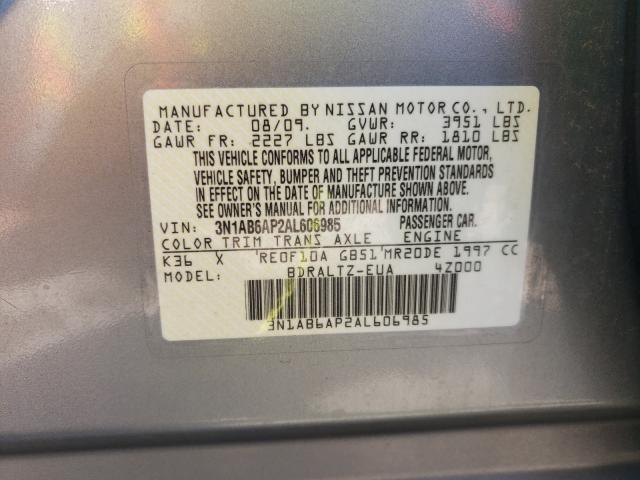 MANUFACTURED BY NISSAN MOTOR CO., LTD.
DATE: 08/09. GVWR: 3951 LBS
GAWR FR: 2227 LBS GAWR RR: 1810 LBS
THIS VEHICLE CONFORMS TO ALL APPLICABLE FEDERAL MOTOR,
VEHICLE SAFETY, BUMPER AND THEFT PREVENTION STANDARDS
IN EFFECT ON THE DATE OF MANUFACTURE SHOWN ABOVE.
SEE OWNER'S MANUAL FOR ADDITIONAL INFORMATION.
VIN: 3N1AB6AP2AL606985 PASSENGER CAR.
COLOR TRIM TRANS AXLE ENGINE
K36 X 'RE0F10A GB51'MR20DE 1997 CC
MODEL: BDRALTZ-EUA 4Z000
3N1AB6AP2AL606985